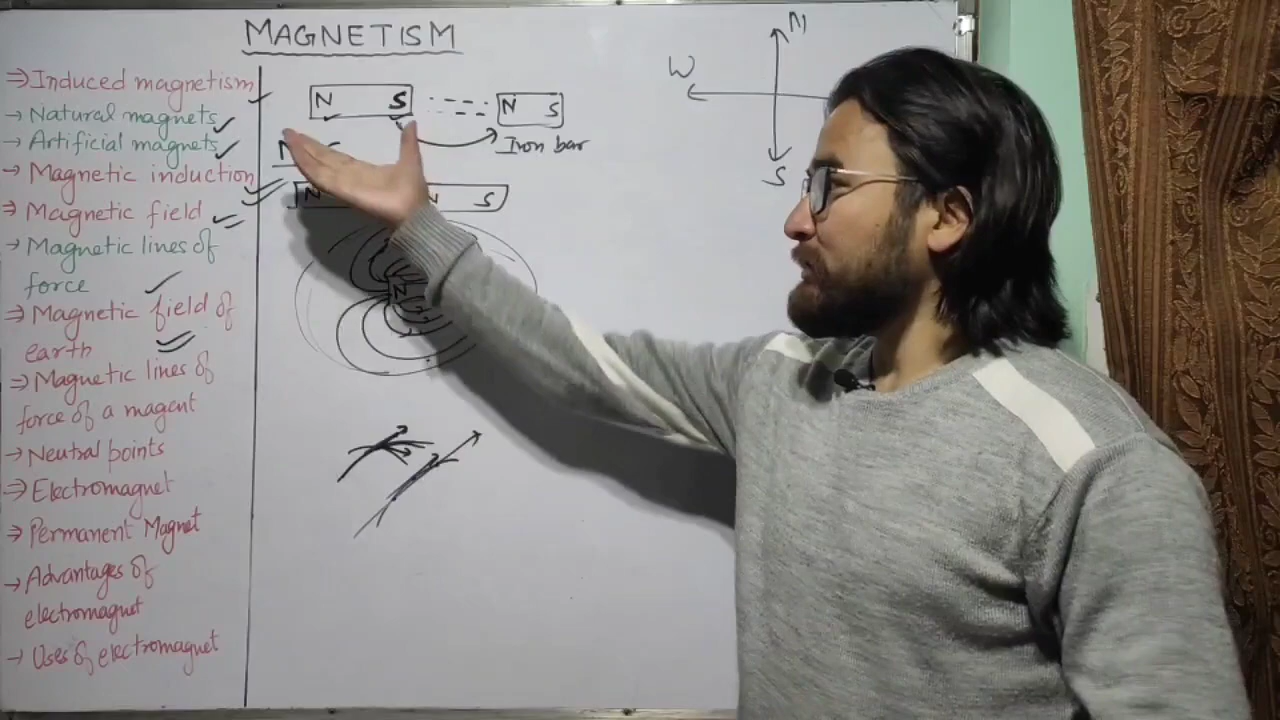 MAGNETISM
⇒ Induced magnetism
→ Natural magnets
→ Artificial magnets
→ Magnetic induction
⇒ Magnetic field
→ Magnetic lines of
force
⇒ Magnetic field of
earth
⇒ Magnetic lines of
force of a magent
→ Neutral points
⇒ Electromagnet
⇒ Permanent Magnet
→ Advantages of
electromagnet
→ Uses of electromagnet
N S N S
Iron bar
N S
N
N
W
S